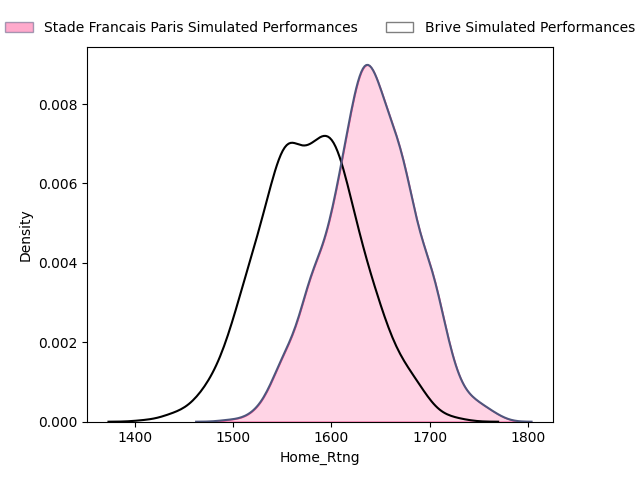 Stade Francais Paris Simulated Performances
Brive Simulated Performances
Density
0.008
0.006
0.004
0.002
0.000
1400 1500 1600 1700 1800
Home_Rtng